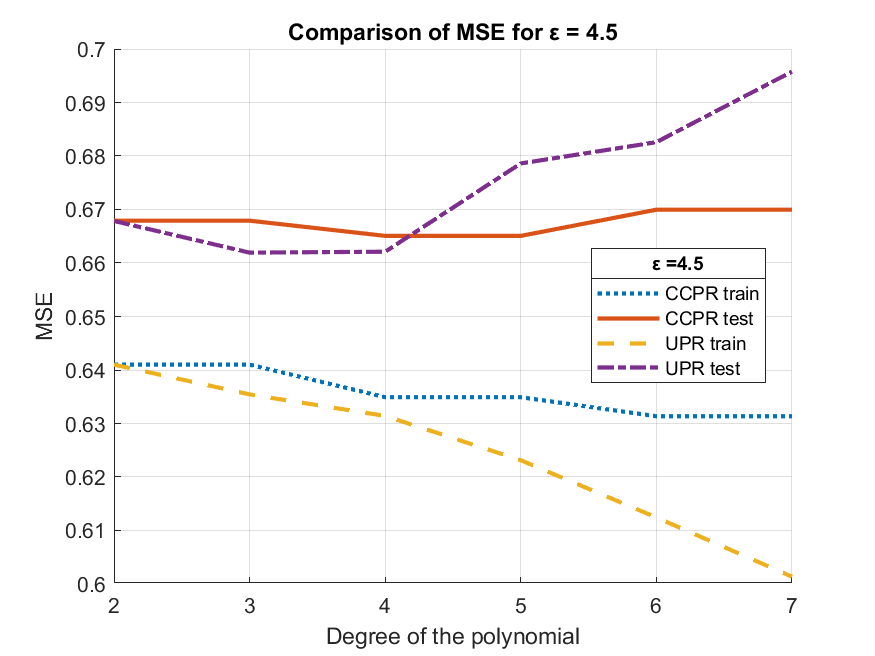 Comparison of MSE for ε = 4.5
0.7
0.69
0.68
0.67
0.66
0.65
0.64
0.63
0.62
0.61
0.6
MSE
ε =4.5
CCPR train
CCPR test
UPR train
UPR test
2 3 4 5 6 7
Degree of the polynomial